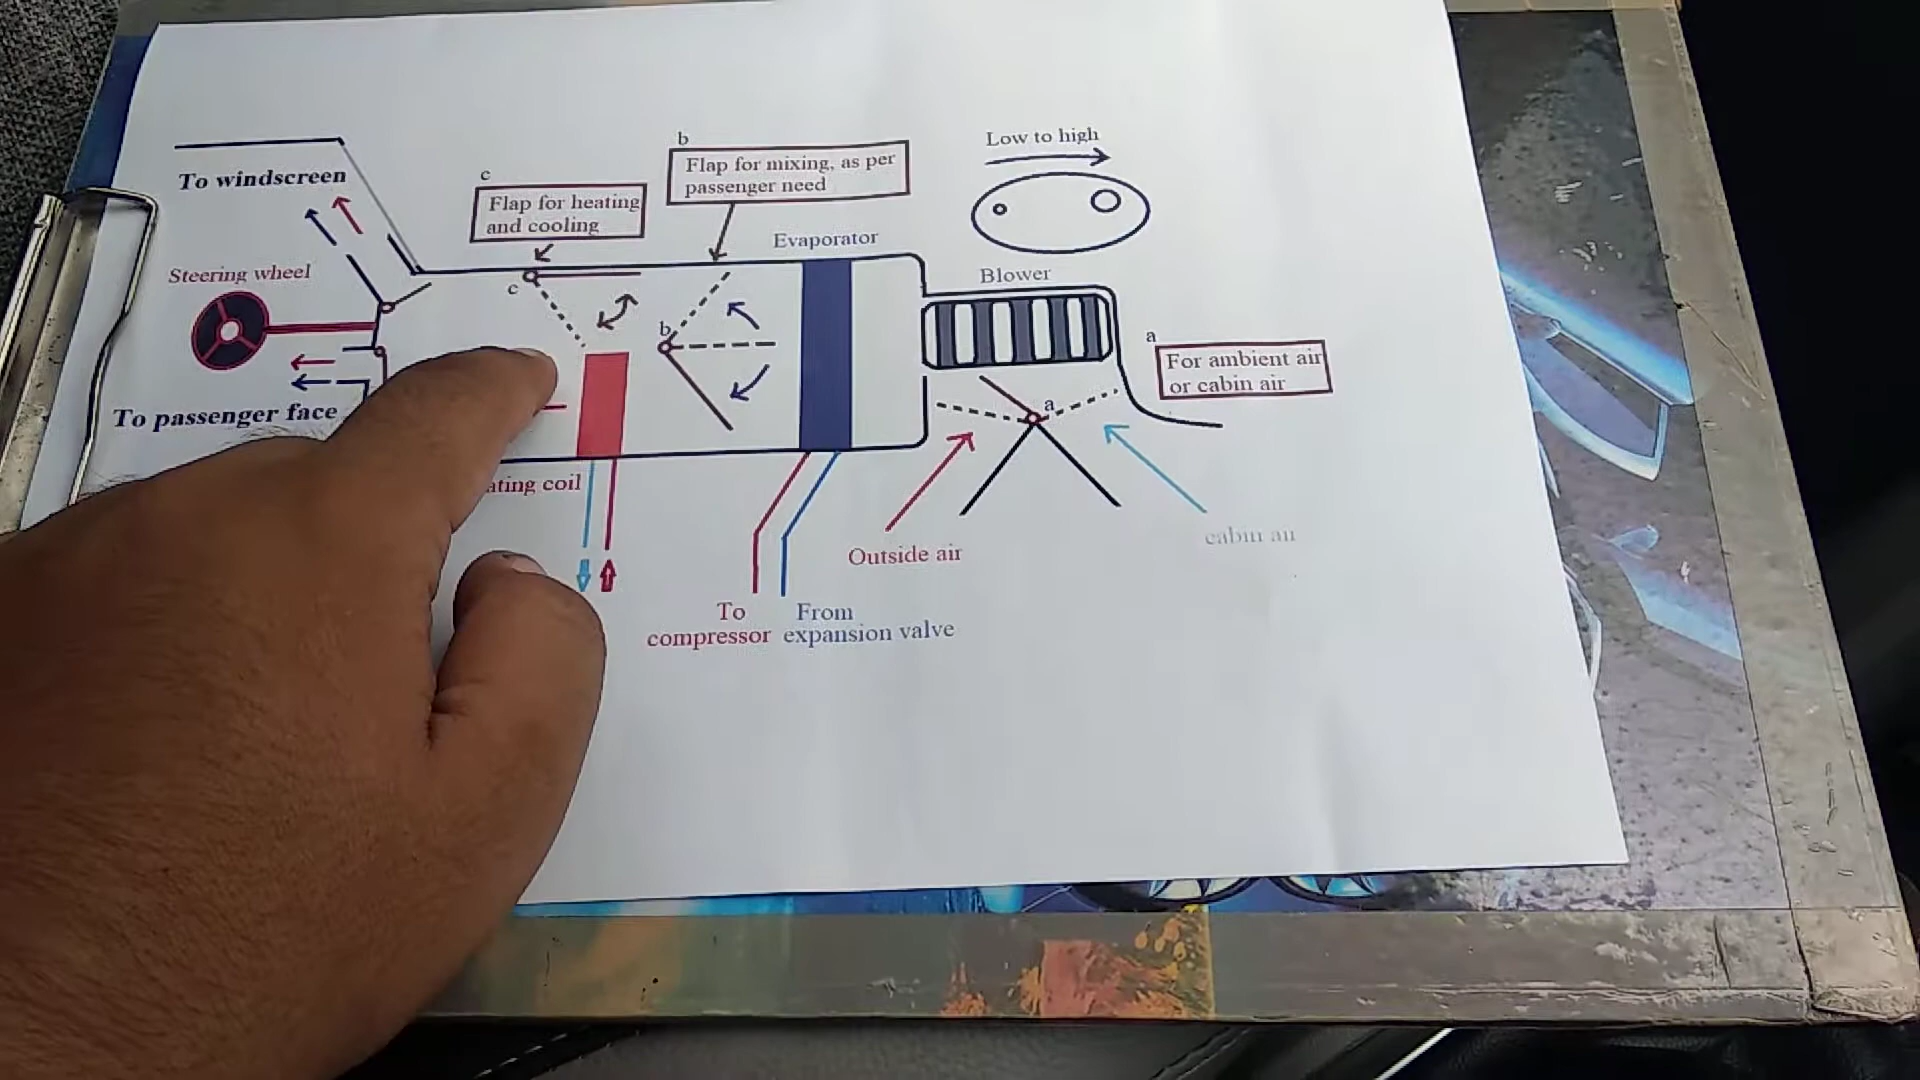 To windscreen
c
Flap for heating
and cooling
b
Flap for mixing, as per
passenger need
Low to high
Evaporator
Blower
Steering wheel
c
b
a
For ambient air
or cabin air
a
To passenger face
ating coil
Outside air
cabin air
To
compressor
From
expansion valve